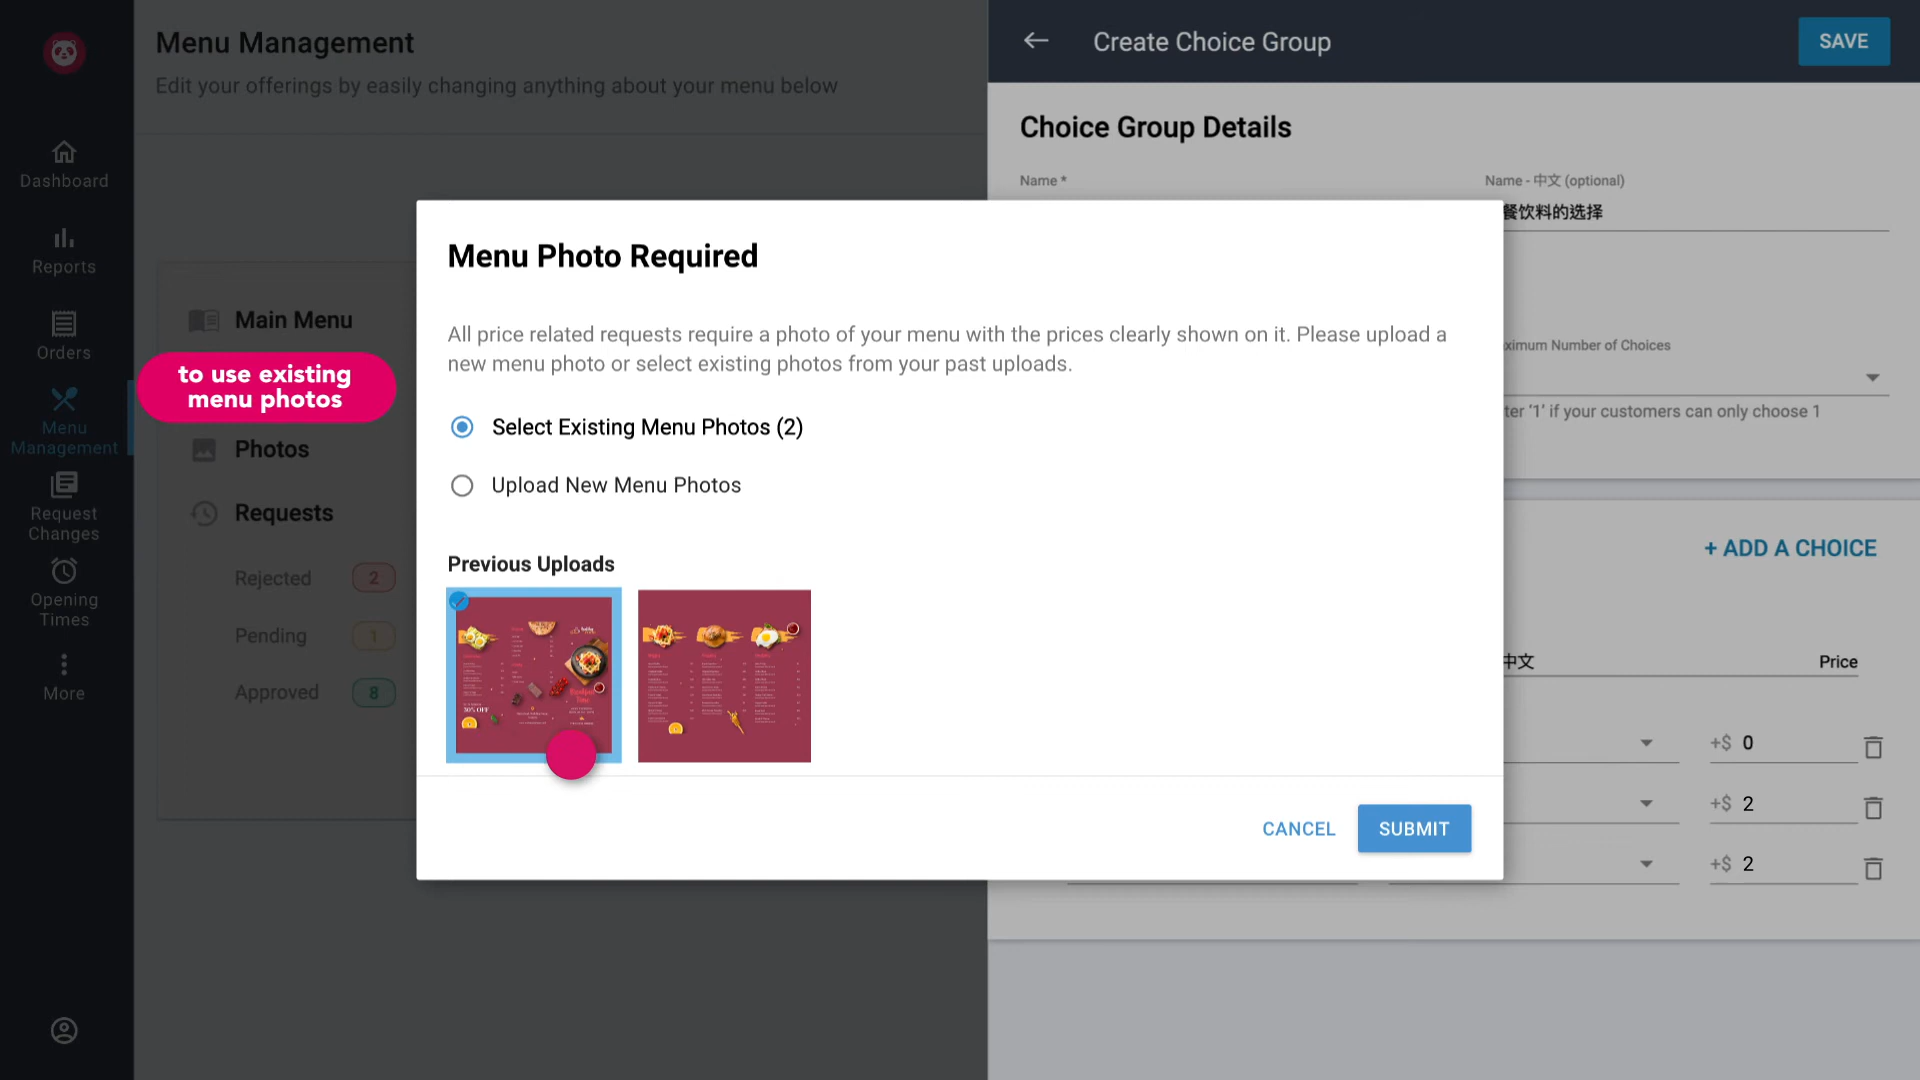 Menu Management
Edit your offerings by easily changing anything about your menu below
Create Choice Group
SAVE
Dashboard
Reports
Orders
Menu
Management
Request
Changes
Opening
Times
More
Main Menu
to use existing
menu photos
Photos
Requests
Rejected 2
Pending 1
Approved 8
Choice Group Details
Name *
Name - 中文 (optional)
餐饮料的选择
ximum Number of Choices
ter ‘1’ if your customers can only choose 1
+ ADD A CHOICE
中文
Price
+$ 0
+$ 2
+$ 2
Menu Photo Required
All price related requests require a photo of your menu with the prices clearly shown on it. Please upload a
new menu photo or select existing photos from your past uploads.
Select Existing Menu Photos (2)
Upload New Menu Photos
Previous Uploads
30% OFF
CANCEL
SUBMIT